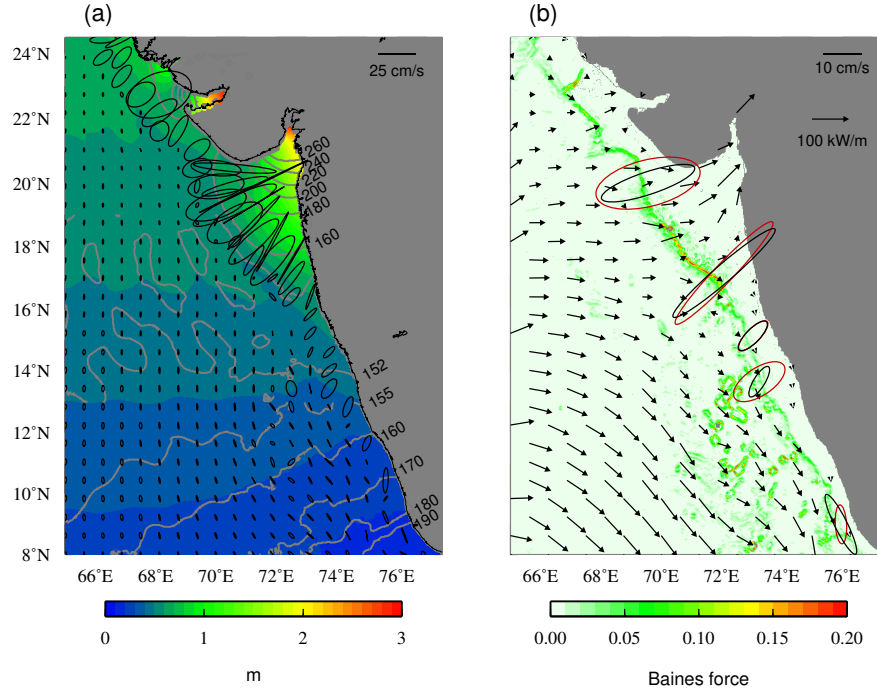 (a)
(b)
24°N
22°N
20°N
18°N
16°N
14°N
12°N
10°N
8°N
25 cm/s
260
240
220
200
180
160
152
155
160
170
180
190
66°E 68°E 70°E 72°E 74°E 76°E
0 1 2 3
m
10 cm/s
100 kW/m
66°E 68°E 70°E 72°E 74°E 76°E
0.00 0.05 0.10 0.15 0.20
Baines force